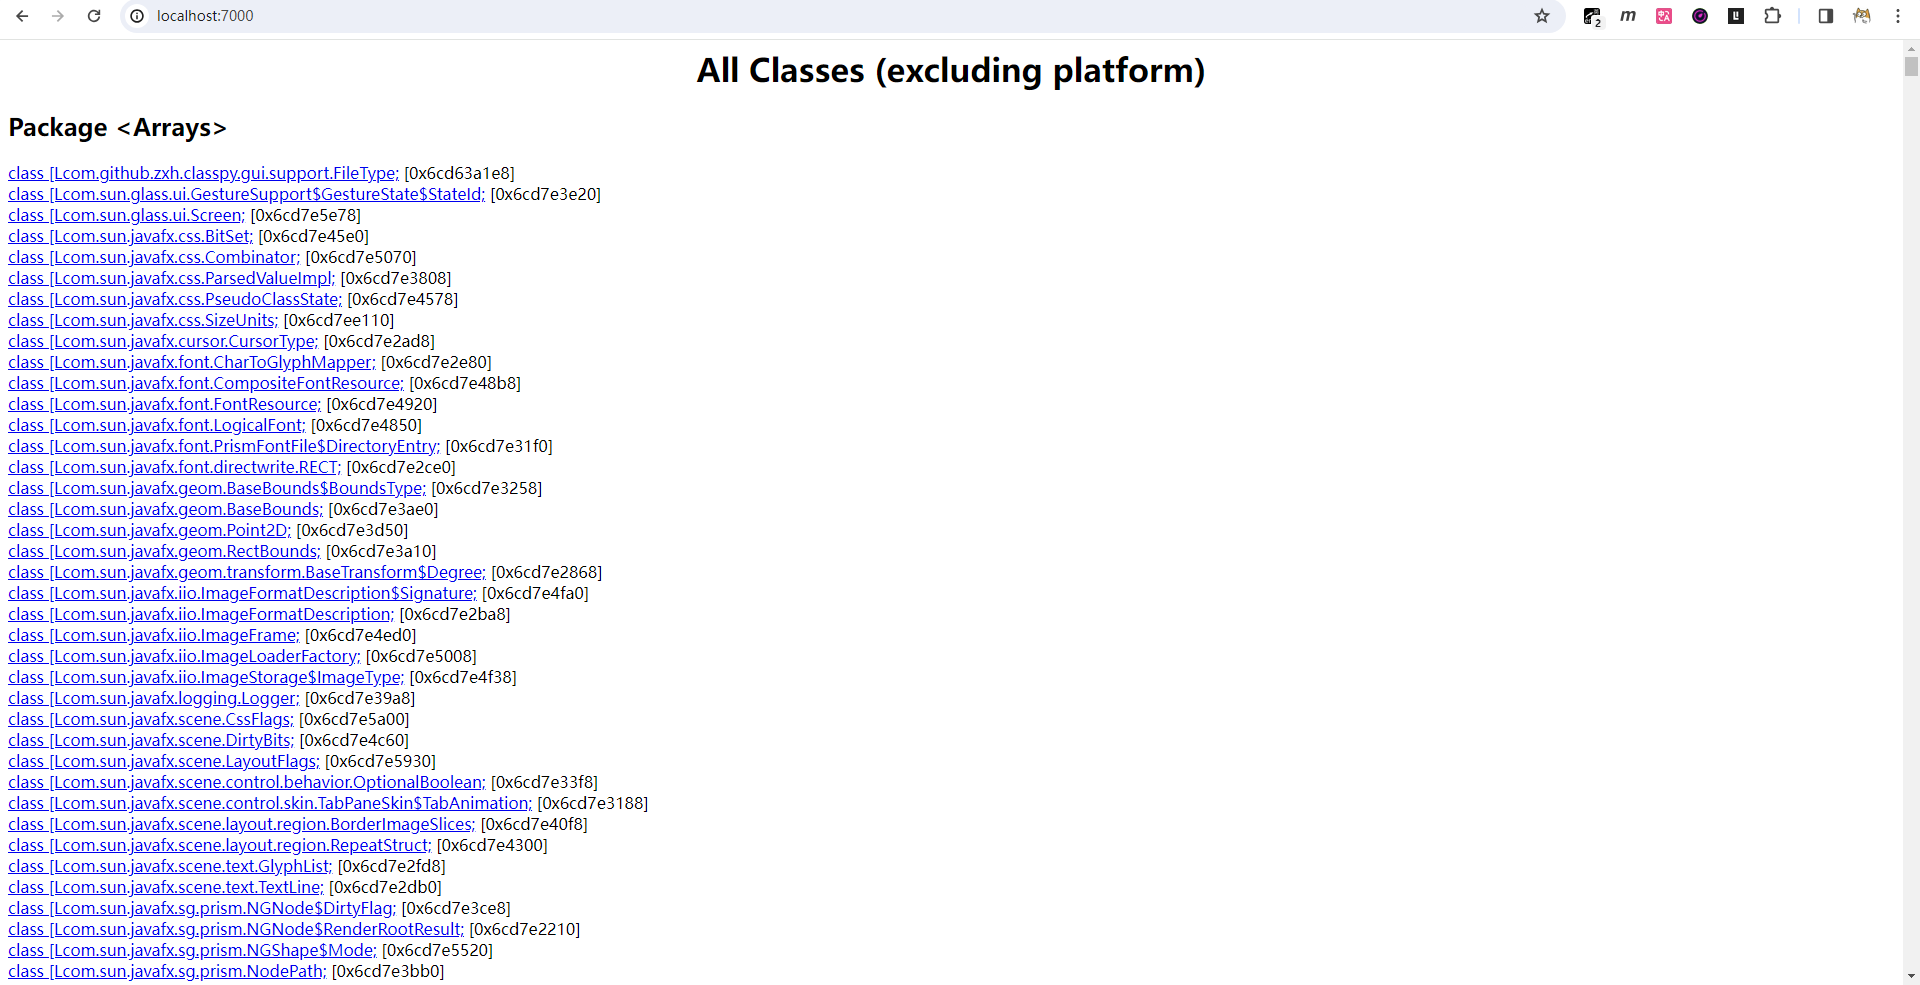 localhost:7000
2
All Classes (excluding platform)
Package <Arrays>
class [Lcom.github.zxh.classpy.gui.support.FileType; [0x6cd63a1e8]
class [Lcom.sun.glass.ui.GestureSupport$GestureState$StateId; [0x6cd7e3e20]
class [Lcom.sun.glass.ui.Screen; [0x6cd7e5e78]
class [Lcom.sun.javafx.css.BitSet; [0x6cd7e45e0]
class [Lcom.sun.javafx.css.Combinator; [0x6cd7e5070]
class [Lcom.sun.javafx.css.ParsedValueImpl; [0x6cd7e3808]
class [Lcom.sun.javafx.css.PseudoClassState; [0x6cd7e4578]
class [Lcom.sun.javafx.css.SizeUnits; [0x6cd7ee110]
class [Lcom.sun.javafx.cursor.CursorType; [0x6cd7e2ad8]
class [Lcom.sun.javafx.font.CharToGlyphMapper; [0x6cd7e2e80]
class [Lcom.sun.javafx.font.CompositeFontResource; [0x6cd7e48b8]
class [Lcom.sun.javafx.font.FontResource; [0x6cd7e4920]
class [Lcom.sun.javafx.font.LogicalFont; [0x6cd7e4850]
class [Lcom.sun.javafx.font.PrismFontFile$DirectoryEntry; [0x6cd7e31f0]
class [Lcom.sun.javafx.font.directwrite.RECT; [0x6cd7e2ce0]
class [Lcom.sun.javafx.geom.BaseBounds$BoundsType; [0x6cd7e3258]
class [Lcom.sun.javafx.geom.BaseBounds; [0x6cd7e3ae0]
class [Lcom.sun.javafx.geom.Point2D; [0x6cd7e3d50]
class [Lcom.sun.javafx.geom.RectBounds; [0x6cd7e3a10]
class [Lcom.sun.javafx.geom.transform.BaseTransform$Degree; [0x6cd7e2868]
class [Lcom.sun.javafx.iio.ImageFormatDescription$Signature; [0x6cd7e4fa0]
class [Lcom.sun.javafx.iio.ImageFormatDescription; [0x6cd7e2ba8]
class [Lcom.sun.javafx.iio.ImageFrame; [0x6cd7e4ed0]
class [Lcom.sun.javafx.iio.ImageLoaderFactory; [0x6cd7e5008]
class [Lcom.sun.javafx.iio.ImageStorage$ImageType; [0x6cd7e4f38]
class [Lcom.sun.javafx.logging.Logger; [0x6cd7e39a8]
class [Lcom.sun.javafx.scene.CssFlags; [0x6cd7e5a00]
class [Lcom.sun.javafx.scene.DirtyBits; [0x6cd7e4c60]
class [Lcom.sun.javafx.scene.LayoutFlags; [0x6cd7e5930]
class [Lcom.sun.javafx.scene.control.behavior.OptionalBoolean; [0x6cd7e33f8]
class [Lcom.sun.javafx.scene.control.skin.TabPaneSkin$TabAnimation; [0x6cd7e3188]
class [Lcom.sun.javafx.scene.layout.region.BorderImageSlices; [0x6cd7e40f8]
class [Lcom.sun.javafx.scene.layout.region.RepeatStruct; [0x6cd7e4300]
class [Lcom.sun.javafx.scene.text.GlyphList; [0x6cd7e2fd8]
class [Lcom.sun.javafx.scene.text.TextLine; [0x6cd7e2db0]
class [Lcom.sun.javafx.sg.prism.NGNode$DirtyFlag; [0x6cd7e3ce8]
class [Lcom.sun.javafx.sg.prism.NGNode$RenderRootResult; [0x6cd7e2210]
class [Lcom.sun.javafx.sg.prism.NGShape$Mode; [0x6cd7e5520]
class [Lcom.sun.javafx.sg.prism.NodePath; [0x6cd7e3bb0]